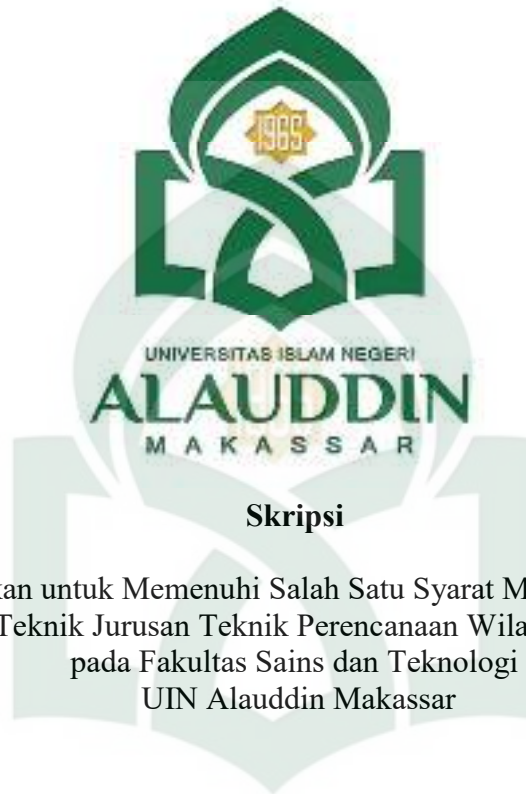 1965
UNIVERSITAS ISLAM NEGERI
ALAUDDIN
MAKASSAR
Skripsi
untuk Memenuhi Salah Satu Syarat
Teknik Jurusan Teknik Perencanaan
pada Fakultas Sains dan Teknologi
UIN Alauddin Makassar